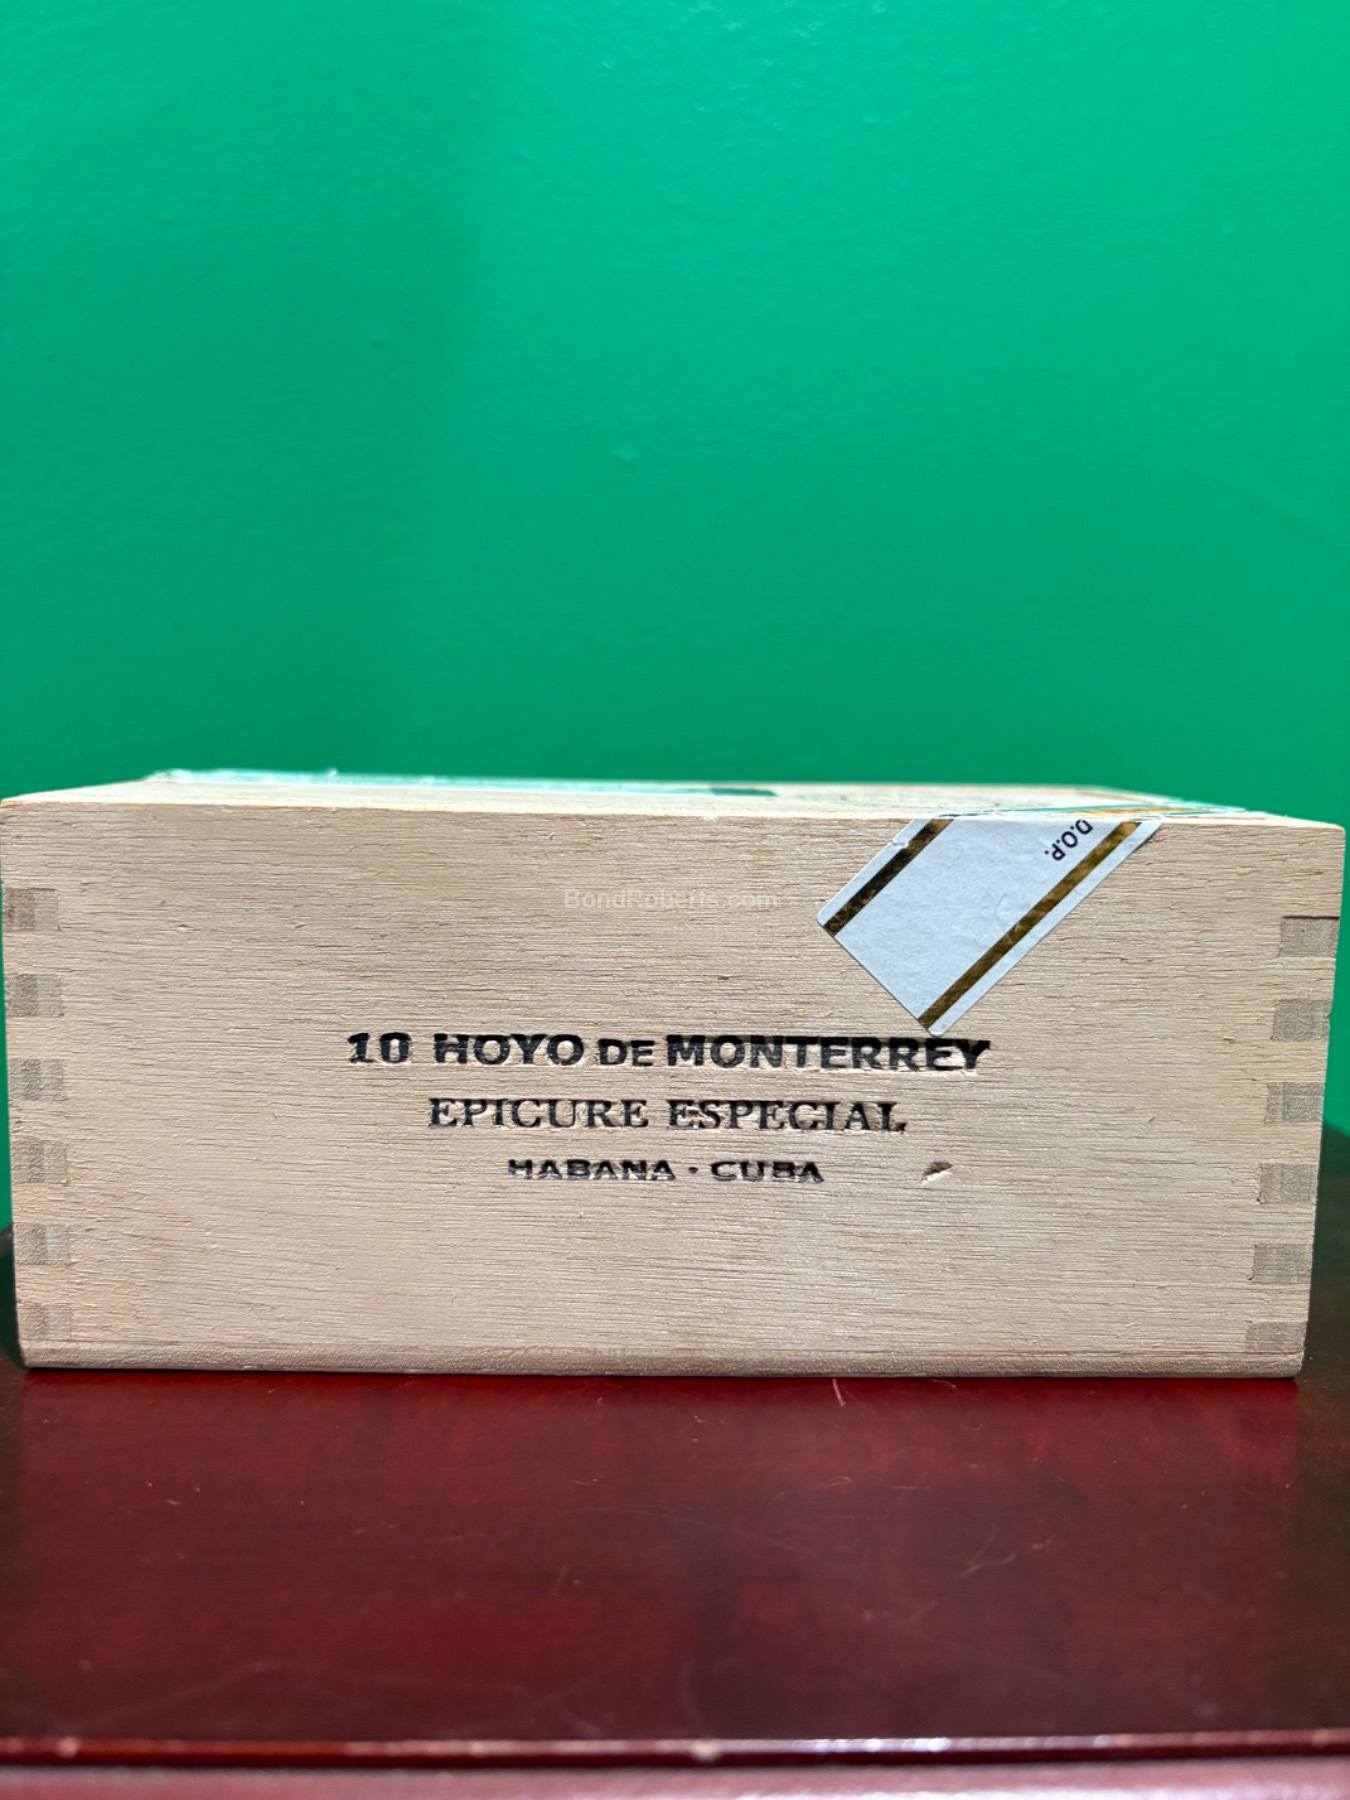 D.O.P.
BondRoberts.com
10 HOYO DE MONTERREY
EPICURE ESPECIAL
HABANA · CUBA